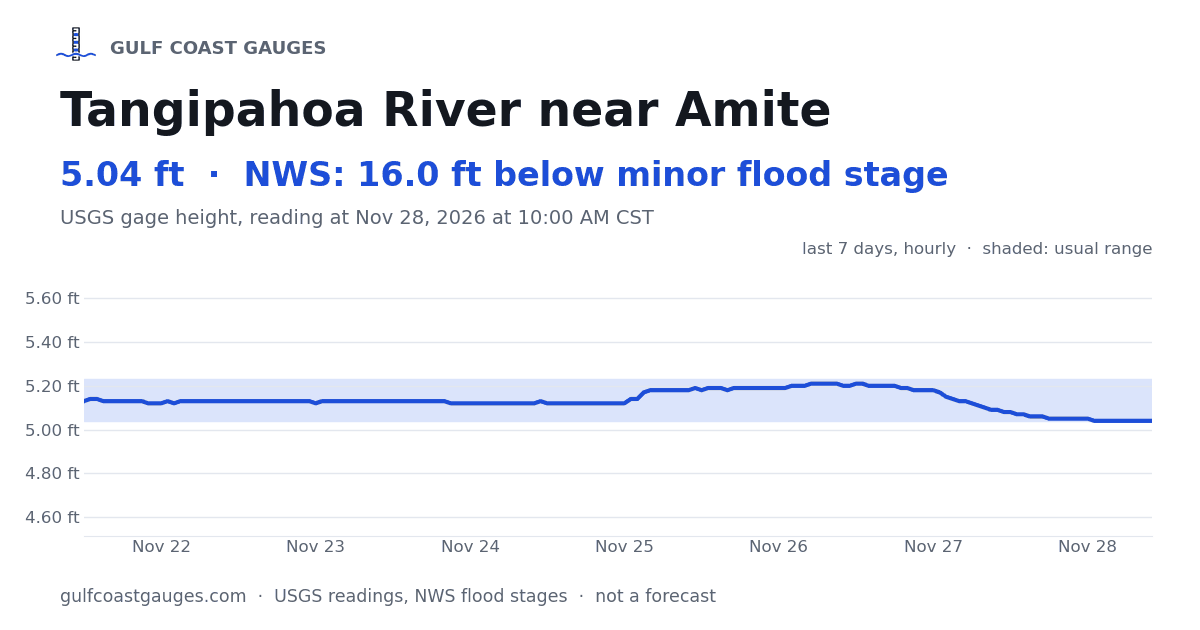 GULF COAST GAUGES
Tangipahoa River near Amite
5.04 ft · NWS: 16.0 ft below minor flood stage
USGS gage height, reading at Nov 28, 2026 at 10:00 AM CST
last 7 days, hourly · shaded: usual range
5.60 ft
5.40 ft
5.20 ft
5.00 ft
4.80 ft
4.60 ft
Nov 22 Nov 23 Nov 24 Nov 25 Nov 26 Nov 27 Nov 28
gulfcoastgauges.com · USGS readings, NWS flood stages · not a forecast